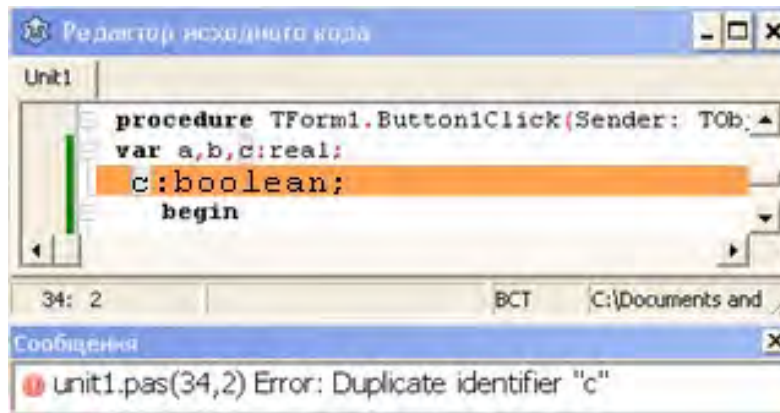 Редактор исходного кода
Unit1
procedure TForm1.Button1Click(Sender: TOb
var a,b,c:real;
c:boolean;
begin
34: 2 ВСТ C:\Documents and
Сообщения
unit1.pas(34,2) Error: Duplicate identifier "c"